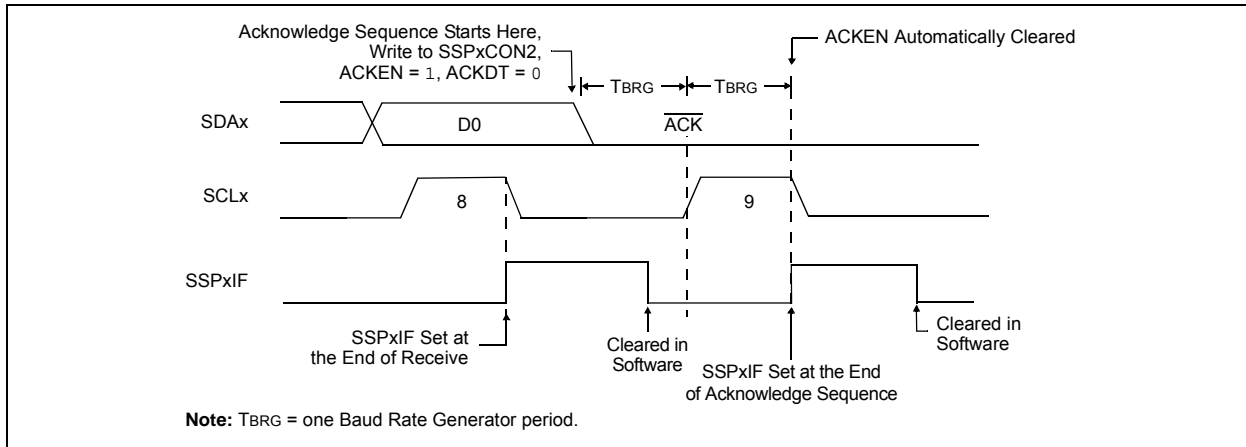 Acknowledge Sequence Starts Here,
Write to SSPxCON2,
ACKEN = 1, ACKDT = 0
ACKEN Automatically Cleared
TBRG
TBRG
SDAx
D0
ACK
SCLx
8
9
SSPxIF
SSPxIF Set at
the End of Receive
Cleared in
Software
SSPxIF Set at the End
of Acknowledge Sequence
Cleared in
Software
Note: TBRG = one Baud Rate Generator period.